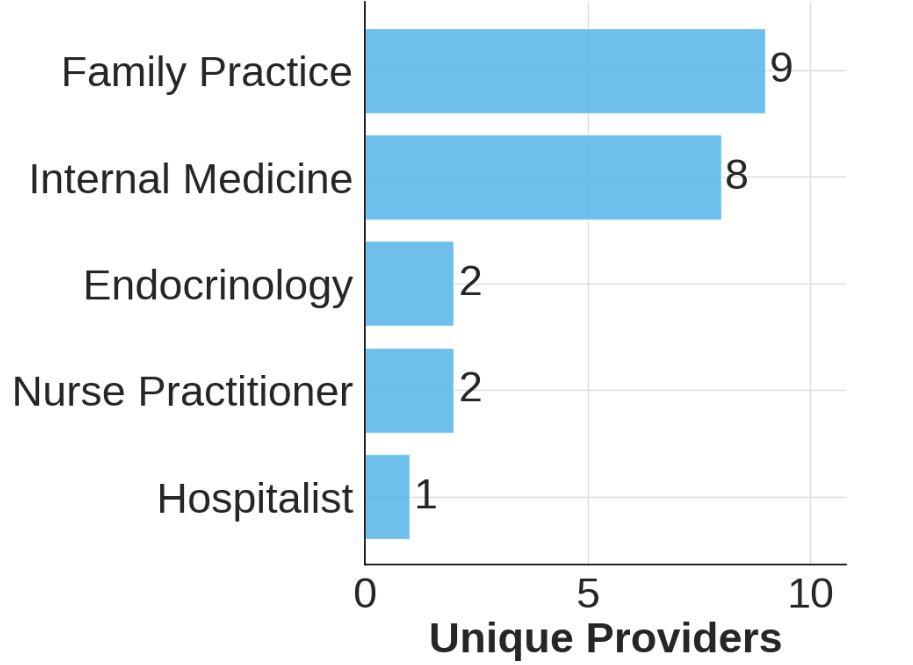 Family Practice 9
Internal Medicine 8
Endocrinology 2
Nurse Practitioner 2
Hospitalist 1
0 5 10
Unique Providers